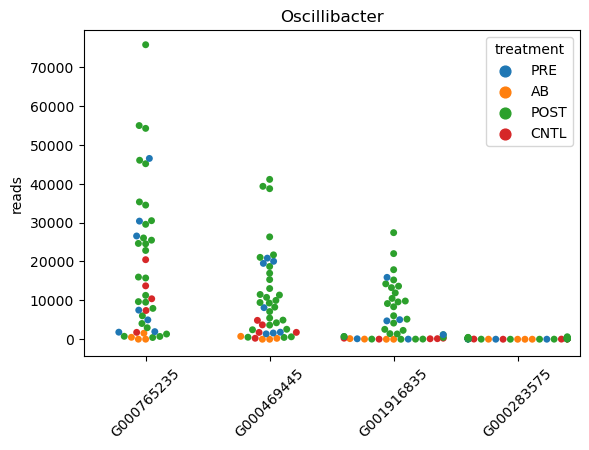 Oscillibacter
treatment
PRE
AB
POST
CNTL
reads
70000
60000
50000
40000
30000
20000
10000
0
G000765235
G000469445
G001916835
G000283575